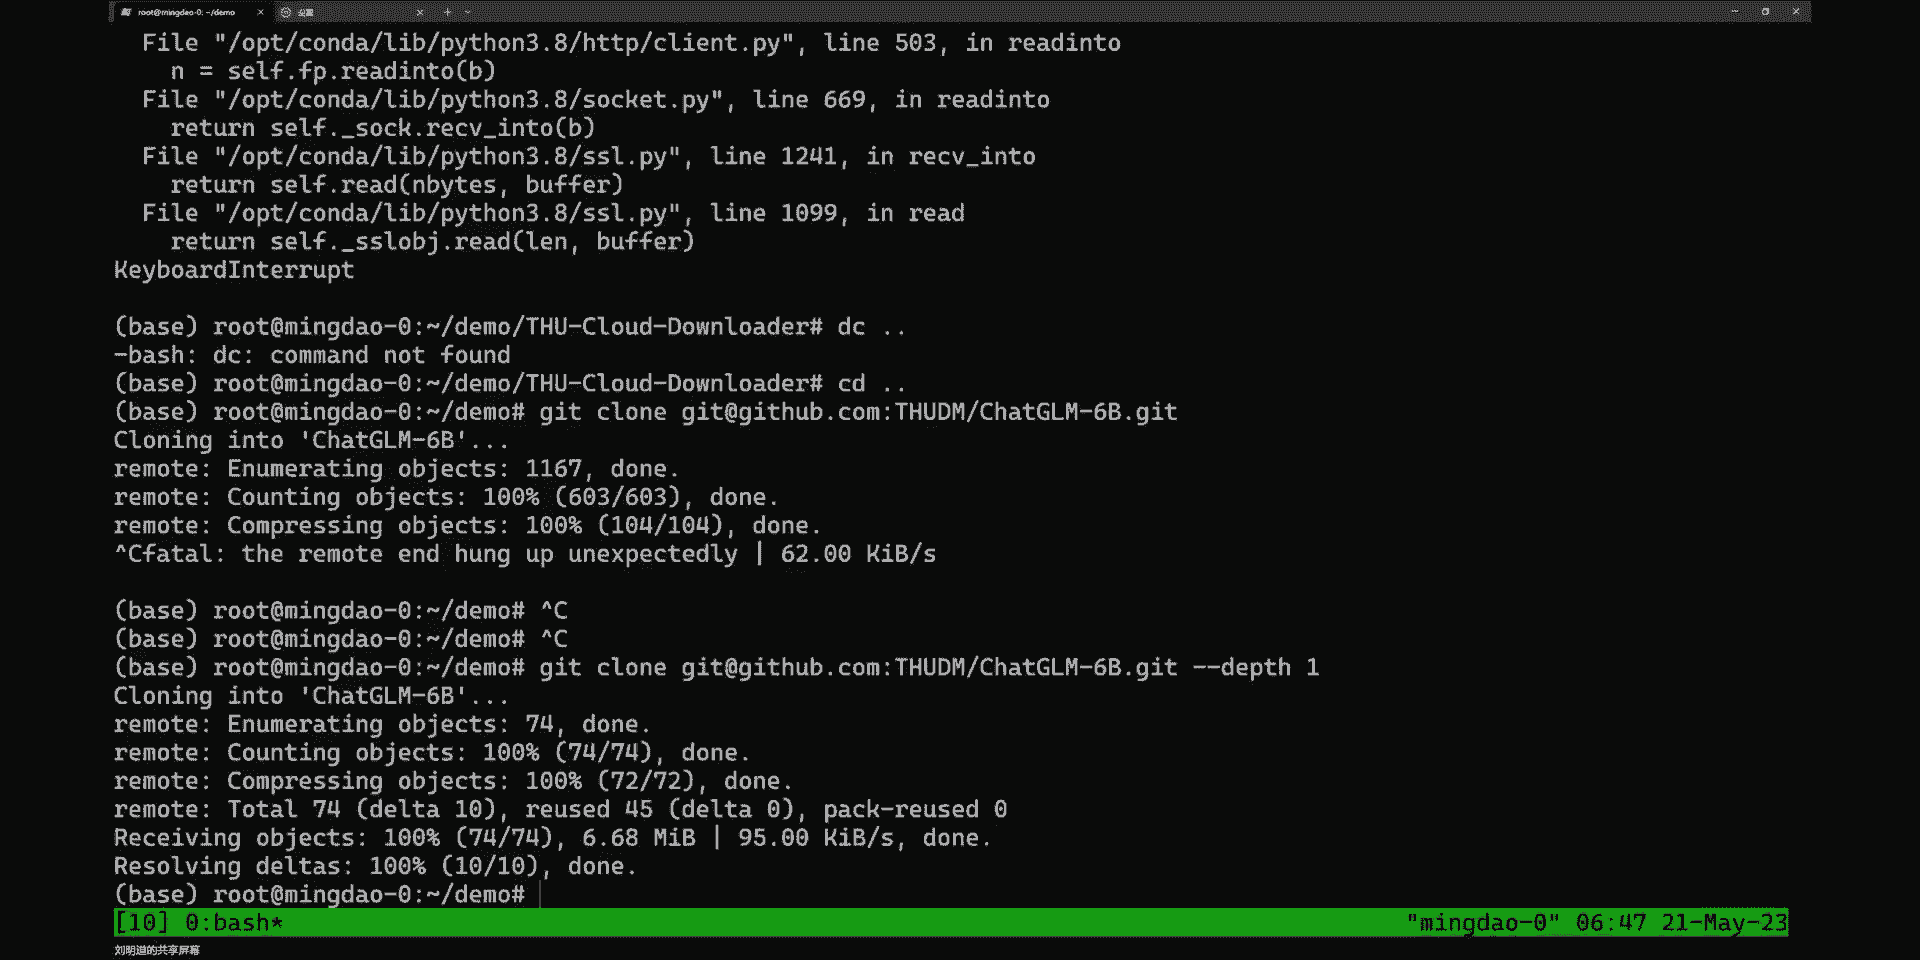 root@mingdao-0: ~/demo
设置
File "/opt/conda/lib/python3.8/http/client.py", line 503, in readinto
n = self.fp.readinto(b)
File "/opt/conda/lib/python3.8/socket.py", line 669, in readinto
return self._sock.recv_into(b)
File "/opt/conda/lib/python3.8/ssl.py", line 1241, in recv_into
return self.read(nbytes, buffer)
File "/opt/conda/lib/python3.8/ssl.py", line 1099, in read
return self._sslobj.read(len, buffer)
KeyboardInterrupt
(base) root@mingdao-0:~/demo/THU-Cloud-Downloader# dc ..
-bash: dc: command not found
(base) root@mingdao-0:~/demo/THU-Cloud-Downloader# cd ..
(base) root@mingdao-0:~/demo# git clone git@github.com:THUDM/ChatGLM-6B.git
Cloning into 'ChatGLM-6B'...
remote: Enumerating objects: 1167, done.
remote: Counting objects: 100% (603/603), done.
remote: Compressing objects: 100% (104/104), done.
^Cfatal: the remote end hung up unexpectedly | 62.00 KiB/s
(base) root@mingdao-0:~/demo# ^C
(base) root@mingdao-0:~/demo# ^C
(base) root@mingdao-0:~/demo# git clone git@github.com:THUDM/ChatGLM-6B.git --depth 1
Cloning into 'ChatGLM-6B'...
remote: Enumerating objects: 74, done.
remote: Counting objects: 100% (74/74), done.
remote: Compressing objects: 100% (72/72), done.
remote: Total 74 (delta 10), reused 45 (delta 0), pack-reused 0
Receiving objects: 100% (74/74), 6.68 MiB | 95.00 KiB/s, done.
Resolving deltas: 100% (10/10), done.
(base) root@mingdao-0:~/demo#
[10] 0:bash* "mingdao-0" 06:47 21-May-23
刘明道的共享屏幕